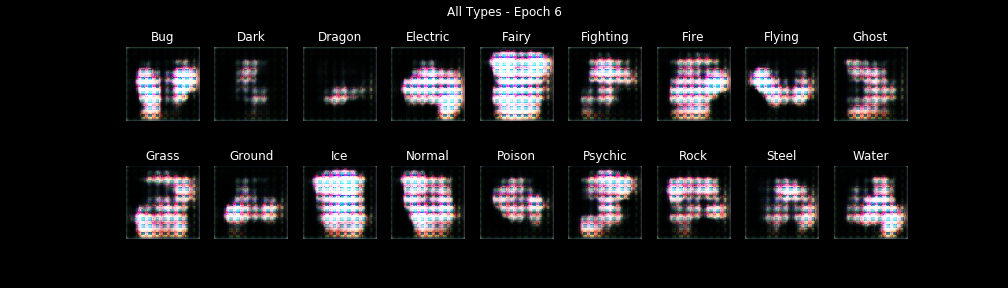 All Types - Epoch 6
Bug Dark Dragon Electric Fairy Fighting Fire Flying Ghost
Grass Ground Ice Normal Poison Psychic Rock Steel Water